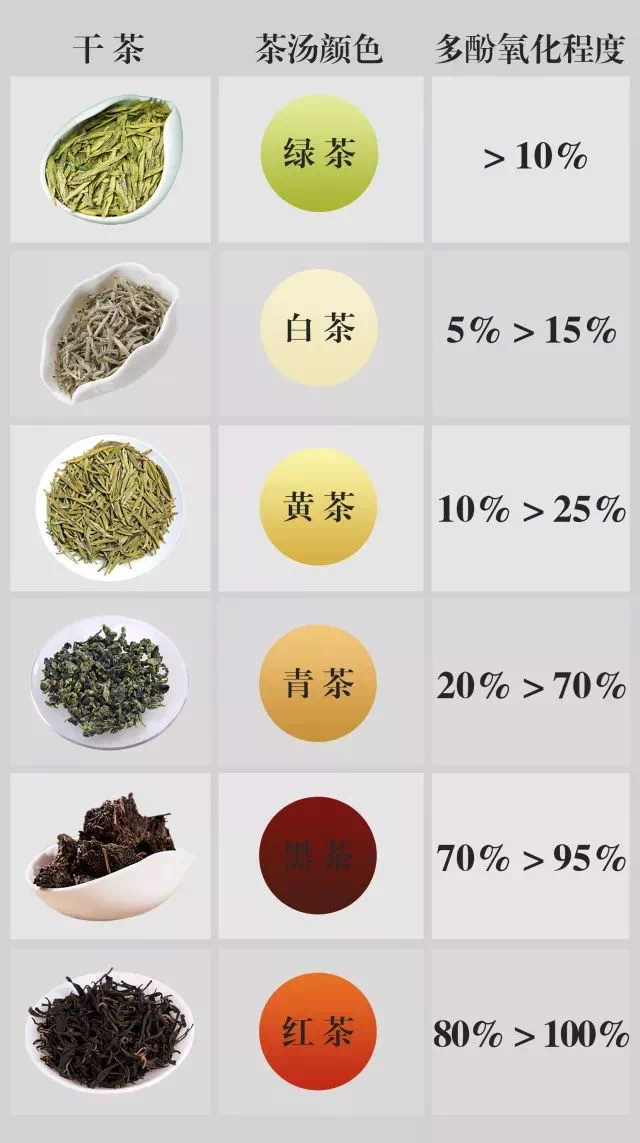 干茶 茶汤颜色 多酚氧化程度
绿茶 > 10%
白茶 5% > 15%
黄茶 10% > 25%
青茶 20% > 70%
黑茶 70% > 95%
红茶 80% > 100%